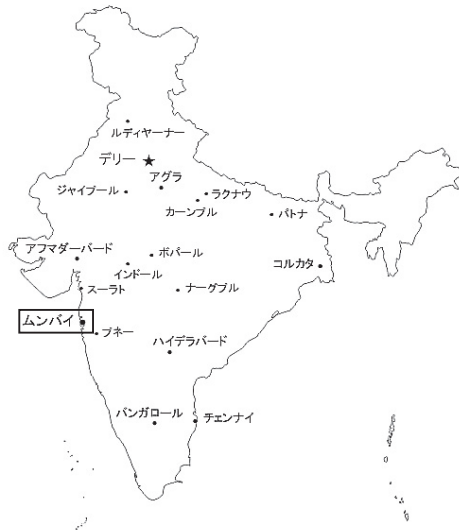 ルディヤーナー
デリー
アグラ
ジャイプール
ラクナウ
カーンプル
パトナ
アフマダーバード
ボパール
インドール
コルカタ
スーラト
ナーグプル
ムンバイ
プネー
ハイデラバード
バンガロール
チェンナイ